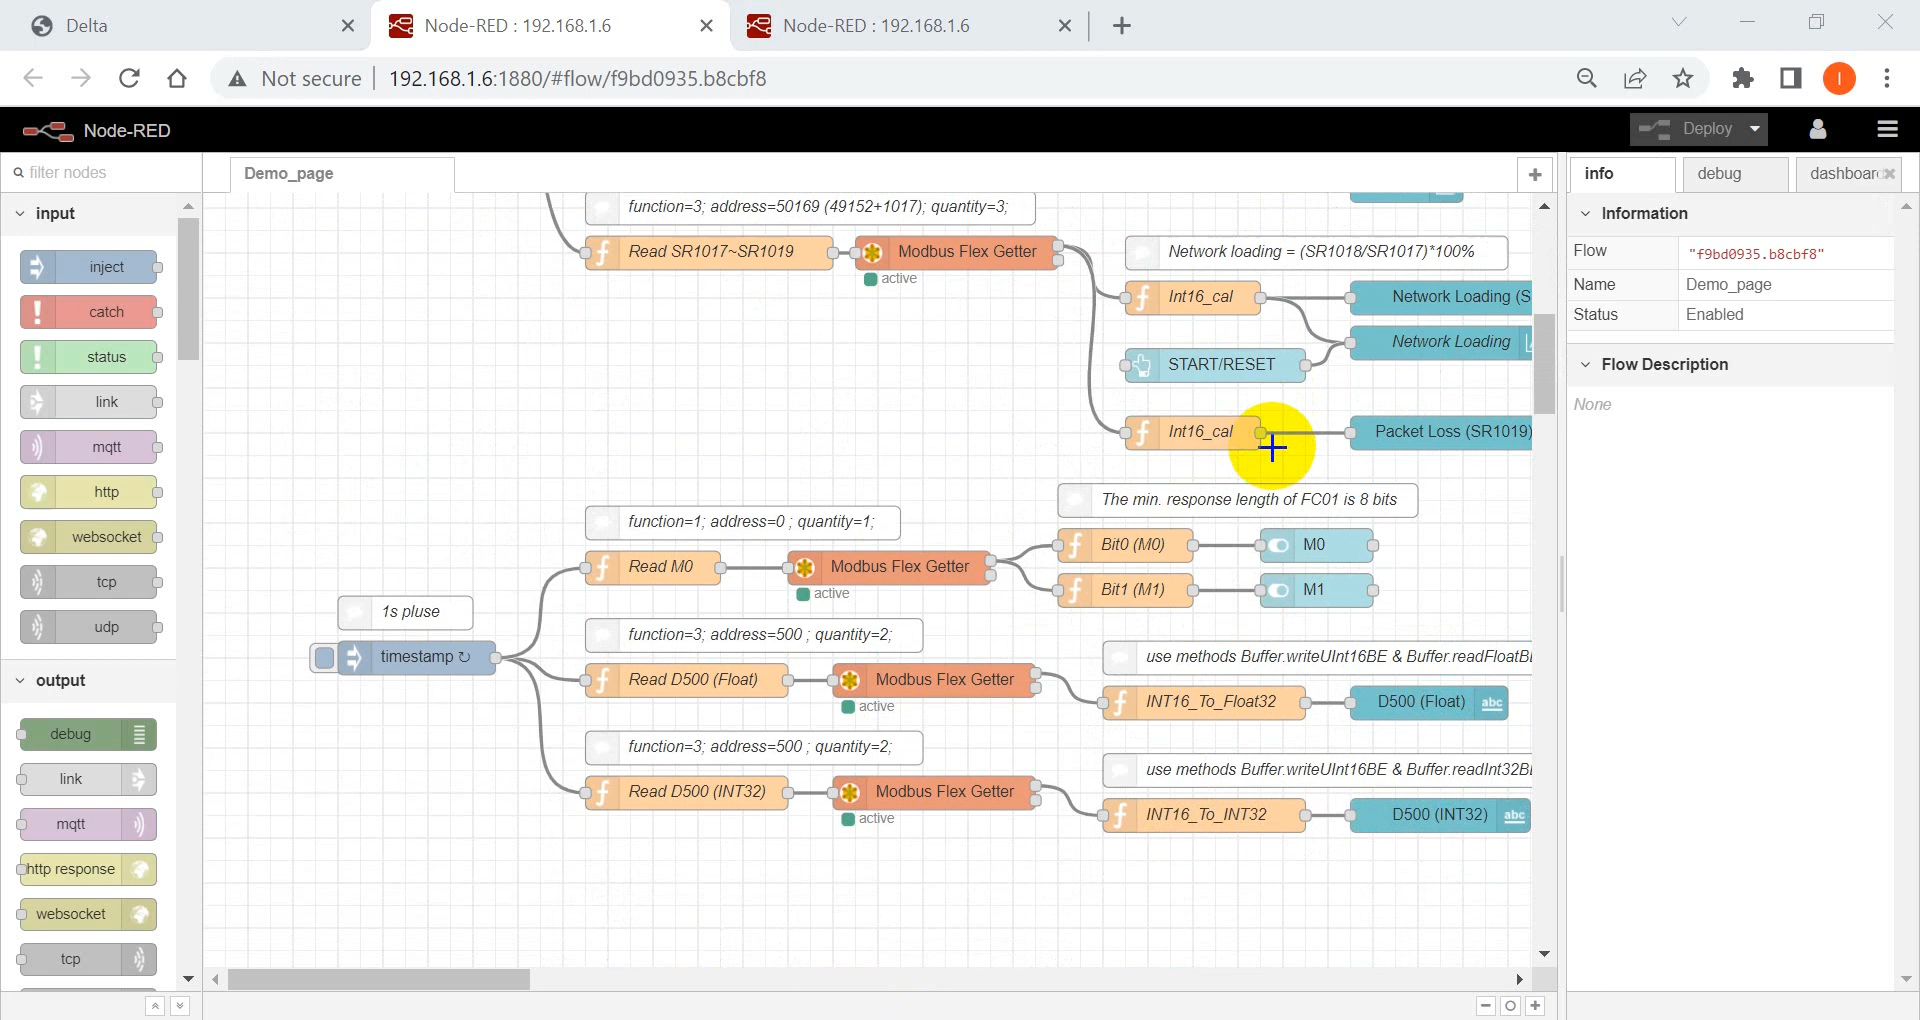 Delta
Node-RED : 192.168.1.6
Node-RED : 192.168.1.6
Not secure
192.168.1.6:1880/#flow/f9bd0935.b8cbf8
I
Node-RED
Deploy
filter nodes
Demo_page
info
debug
dashboar
input
inject
catch
status
link
mqtt
http
websocket
tcp
udp
output
debug
link
mqtt
http response
websocket
tcp
function=3; address=50169 (49152+1017); quantity=3;
Read SR1017~SR1019
Modbus Flex Getter
active
Network loading = (SR1018/SR1017)*100%
Int16_cal
Network Loading (S
Network Loading
START/RESET
Int16_cal
Packet Loss (SR1019)
The min. response length of FC01 is 8 bits
function=1; address=0 ; quantity=1;
Read M0
Modbus Flex Getter
active
Bit0 (M0)
M0
Bit1 (M1)
M1
1s pluse
timestamp ↻
function=3; address=500 ; quantity=2;
Read D500 (Float)
Modbus Flex Getter
active
use methods Buffer.writeUInt16BE & Buffer.readFloatB
INT16_To_Float32
D500 (Float)
abc
function=3; address=500 ; quantity=2;
Read D500 (INT32)
Modbus Flex Getter
active
use methods Buffer.writeUInt16BE & Buffer.readInt32B
INT16_To_INT32
D500 (INT32)
abc
Information
Flow
"f9bd0935.b8cbf8"
Name
Demo_page
Status
Enabled
Flow Description
None